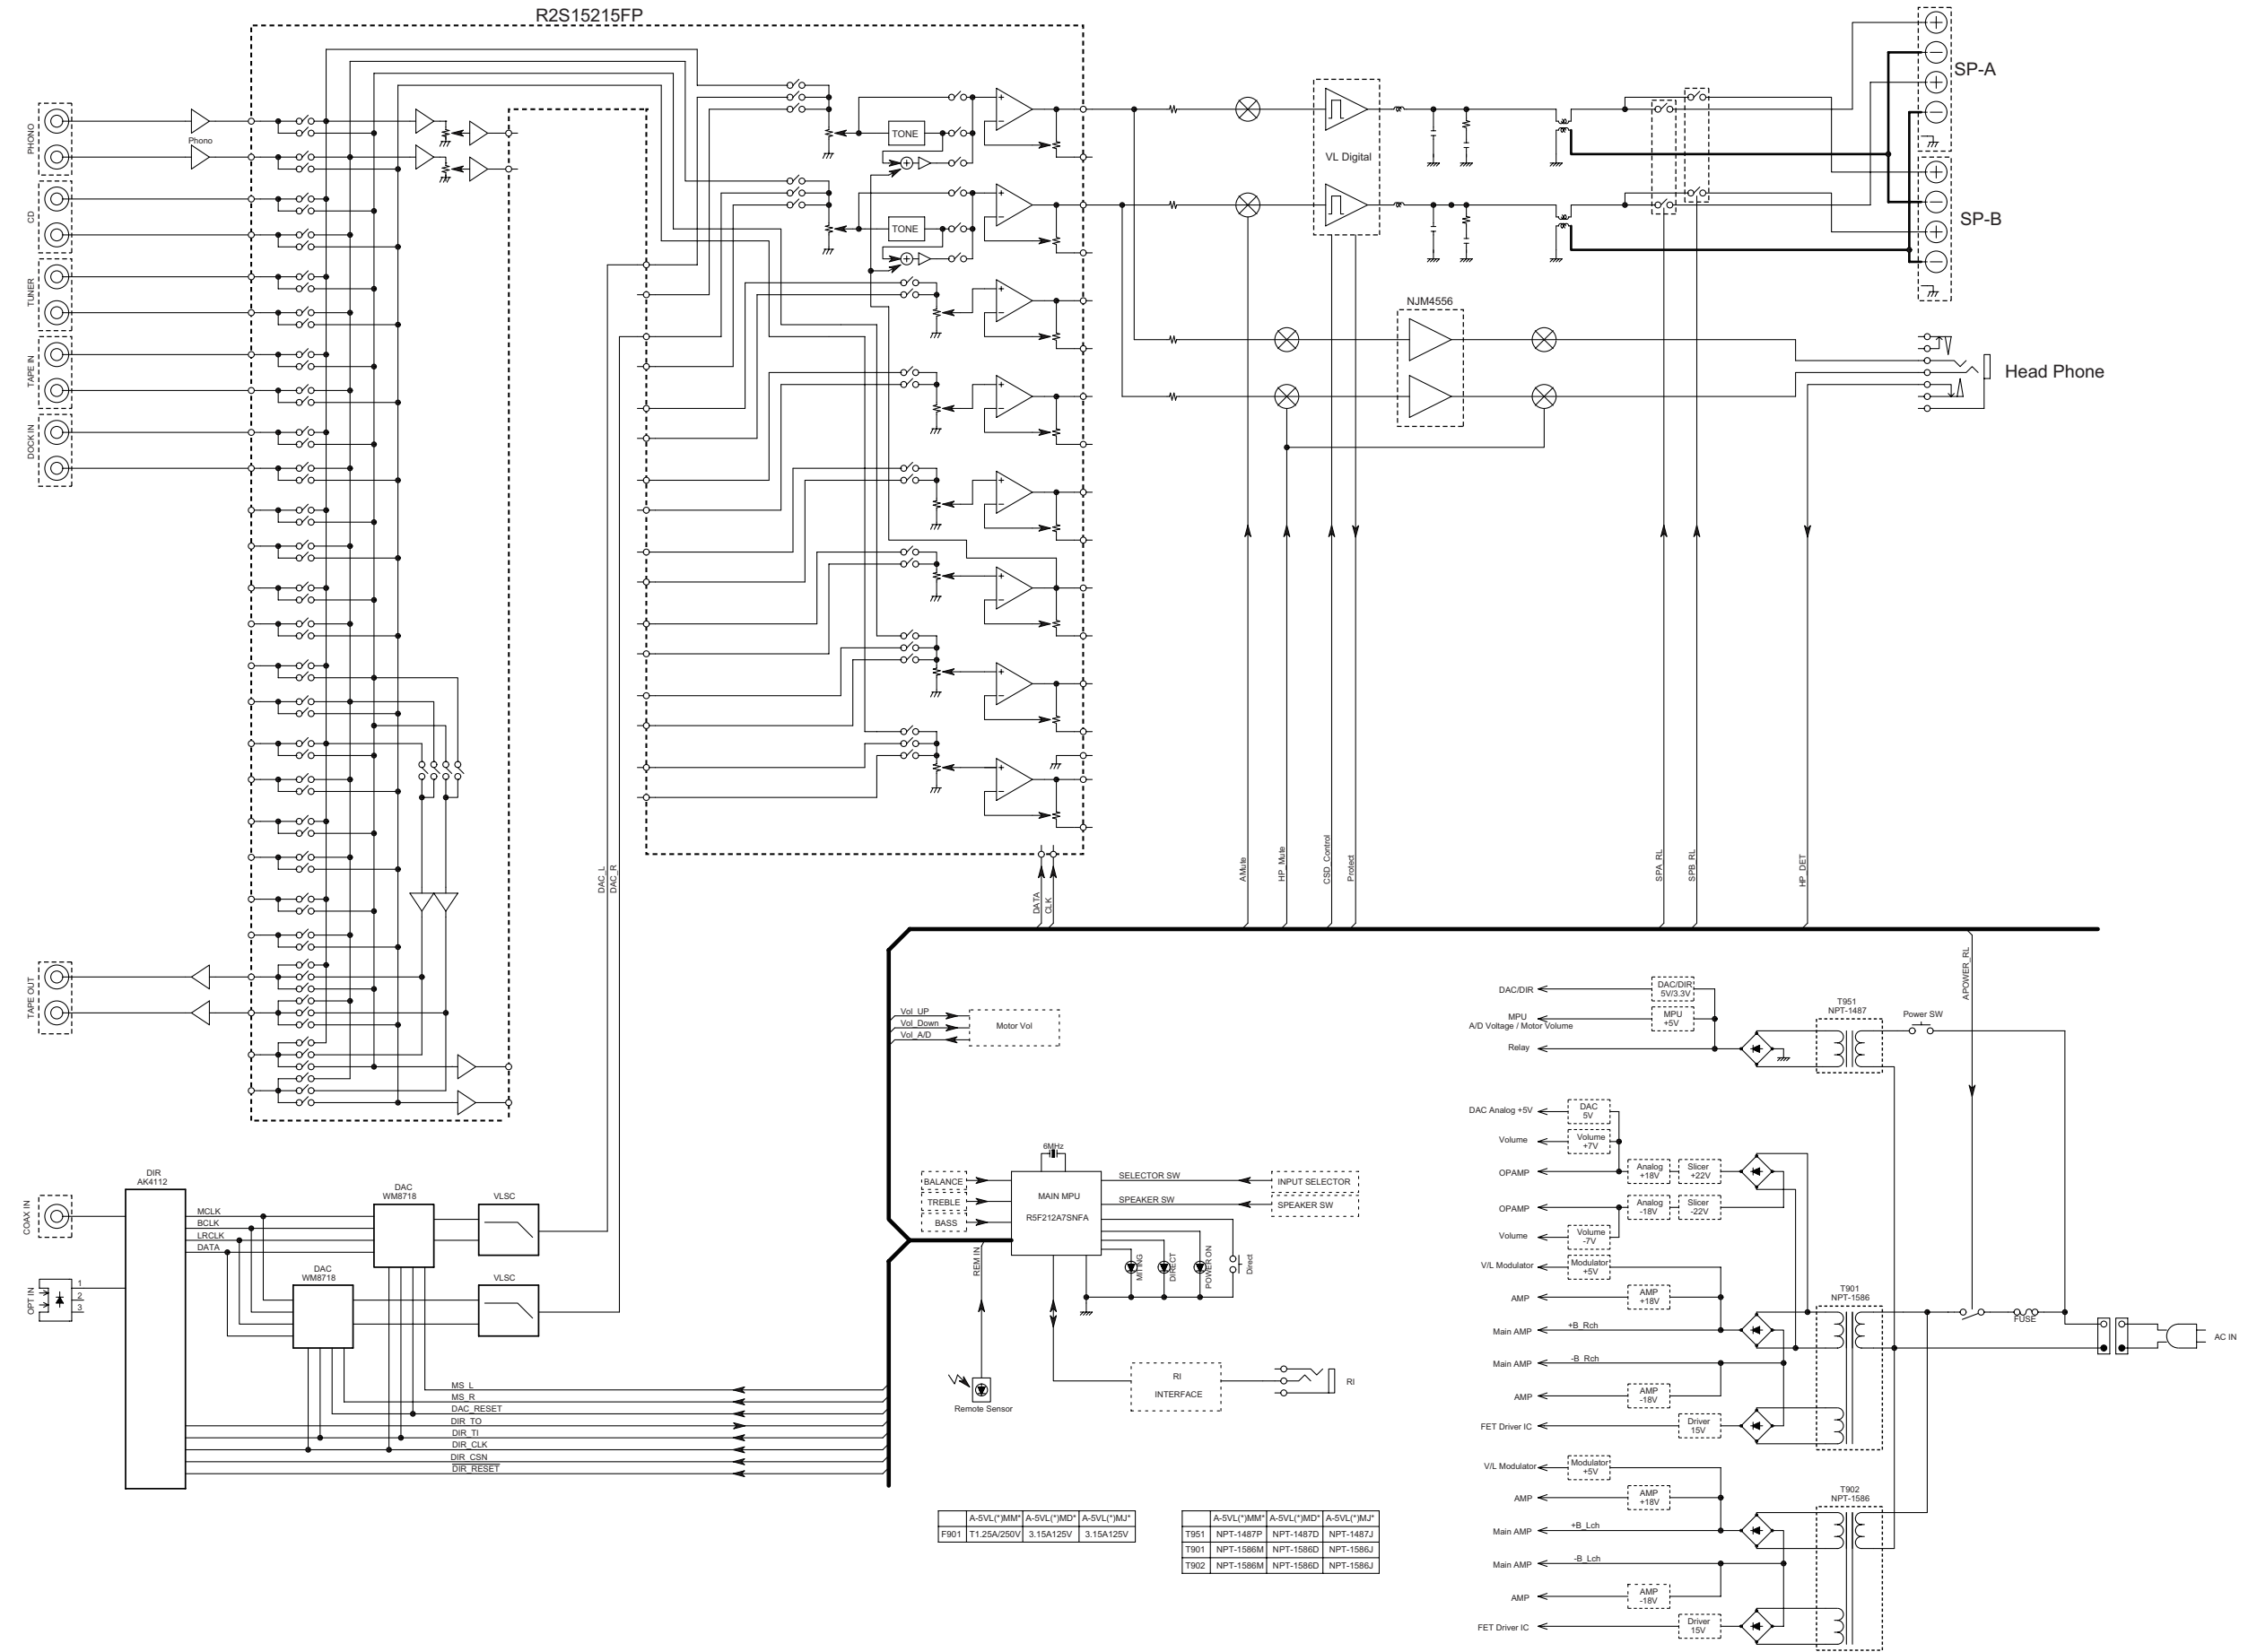 R2S15215FP
PHONO
Phono
CD
TUNER
TAPE IN
DOCK IN
TAPE OUT
TONE
TONE
VL Digital
NJM4556
SP-A
SP-B
Head Phone
DAC_L
DAC_R
DATA
CLK
AMute
HP_Mute
CSD_Control
Protect
SPA_RL
SPB_RL
HP_DET
APOWER_RL
Vol_UP
Vol_Down
Vol_A/D
Motor Vol
COAX IN
OPT IN
1
2
3
DIR
AK4112
MCLK
BCLK
LRCLK
DATA
DAC
WM8718
VLSC
DAC
WM8718
VLSC
MS_L
MS_R
DAC_RESET
DIR_TO
DIR_TI
DIR_CLK
DIR_CSN
DIR_RESET
6MHz
BALANCE
TREBLE
BASS
MAIN MPU
R5F212A7SNFA
SELECTOR SW
SPEAKER SW
INPUT SELECTOR
SPEAKER SW
MITING
DIRECT
POWER ON
Direct
REM IN
Remote Sensor
RI
INTERFACE
RI
DAC/DIR
DAC/DIR
5V/3.3V
MPU
A/D Voltage / Motor Volume
MPU
+5V
Relay
T951
NPT-1487
Power SW
DAC Analog +5V
DAC
5V
Volume
Volume
+7V
OPAMP
Analog
+18V
Slicer
+22V
OPAMP
Analog
-18V
Slicer
-22V
Volume
Volume
-7V
V/L Modulator
Modulator
+5V
AMP
AMP
+18V
Main AMP
+B_Rch
Main AMP
-B_Rch
AMP
AMP
-18V
FET Driver IC
Driver
15V
T901
NPT-1586
FUSE
AC IN
V/L Modulator
Modulator
+5V
AMP
AMP
+18V
Main AMP
+B_Lch
Main AMP
-B_Lch
AMP
AMP
-18V
FET Driver IC
Driver
15V
T902
NPT-1586
A-5VL(*)MM* A-5VL(*)MD* A-5VL(*)MJ*
F901 T1.25A/250V 3.15A125V 3.15A125V
A-5VL(*)MM* A-5VL(*)MD* A-5VL(*)MJ*
T951 NPT-1487P NPT-1487D NPT-1487J
T901 NPT-1586M NPT-1586D NPT-1586J
T902 NPT-1586M NPT-1586D NPT-1586J